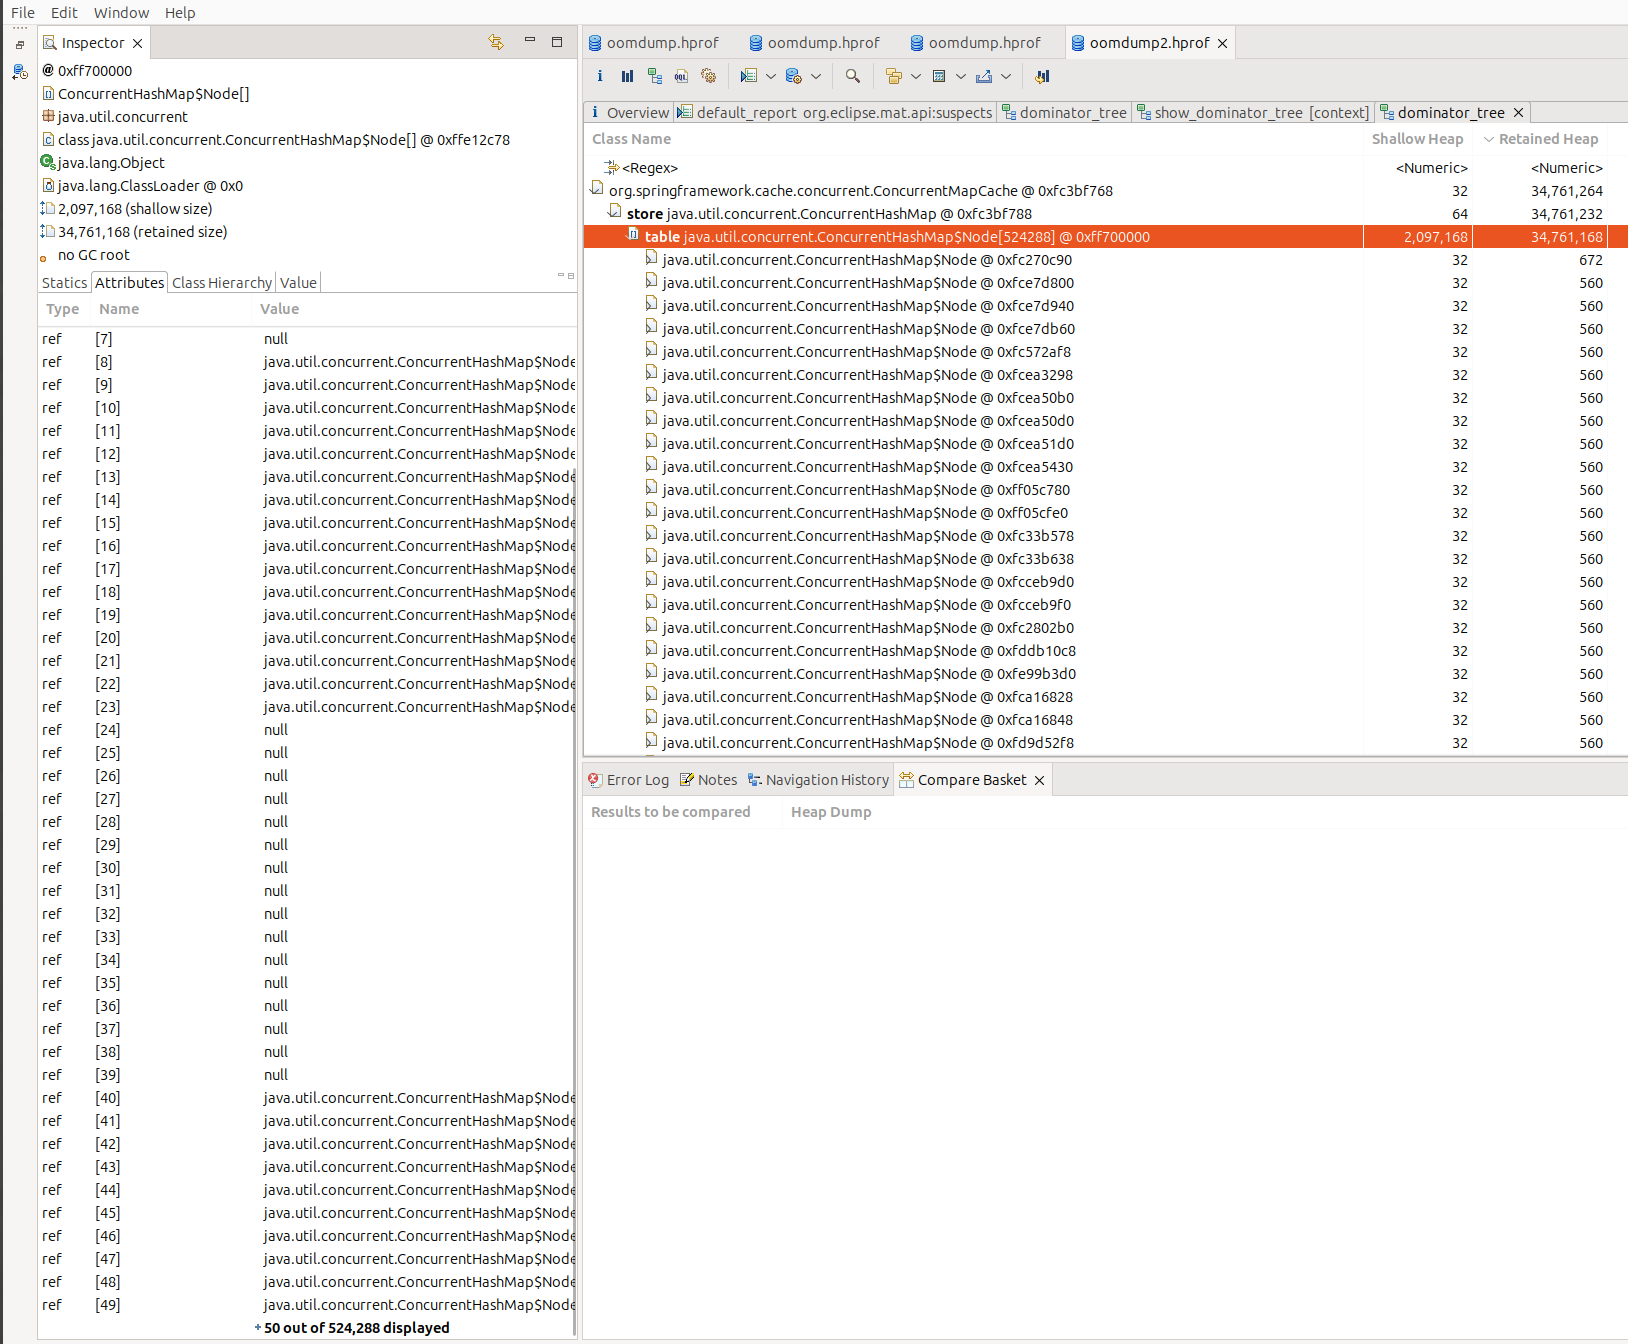 File Edit Window Help
Inspector
@ 0xff700000
ConcurrentHashMap$Node[]
java.util.concurrent
class java.util.concurrent.ConcurrentHashMap$Node[] @ 0xffe12c78
java.lang.Object
java.lang.ClassLoader @ 0x0
2,097,168 (shallow size)
34,761,168 (retained size)
no GC root
Statics Attributes Class Hierarchy Value
Type Name Value
ref [7] null
ref [8] java.util.concurrent.ConcurrentHashMap$Node
ref [9] java.util.concurrent.ConcurrentHashMap$Node
ref [10] java.util.concurrent.ConcurrentHashMap$Node
ref [11] java.util.concurrent.ConcurrentHashMap$Node
ref [12] java.util.concurrent.ConcurrentHashMap$Node
ref [13] java.util.concurrent.ConcurrentHashMap$Node
ref [14] java.util.concurrent.ConcurrentHashMap$Node
ref [15] java.util.concurrent.ConcurrentHashMap$Node
ref [16] java.util.concurrent.ConcurrentHashMap$Node
ref [17] java.util.concurrent.ConcurrentHashMap$Node
ref [18] java.util.concurrent.ConcurrentHashMap$Node
ref [19] java.util.concurrent.ConcurrentHashMap$Node
ref [20] java.util.concurrent.ConcurrentHashMap$Node
ref [21] java.util.concurrent.ConcurrentHashMap$Node
ref [22] java.util.concurrent.ConcurrentHashMap$Node
ref [23] java.util.concurrent.ConcurrentHashMap$Node
ref [24] null
ref [25] null
ref [26] null
ref [27] null
ref [28] null
ref [29] null
ref [30] null
ref [31] null
ref [32] null
ref [33] null
ref [34] null
ref [35] null
ref [36] null
ref [37] null
ref [38] null
ref [39] null
ref [40] java.util.concurrent.ConcurrentHashMap$Node
ref [41] java.util.concurrent.ConcurrentHashMap$Node
ref [42] java.util.concurrent.ConcurrentHashMap$Node
ref [43] java.util.concurrent.ConcurrentHashMap$Node
ref [44] java.util.concurrent.ConcurrentHashMap$Node
ref [45] java.util.concurrent.ConcurrentHashMap$Node
ref [46] java.util.concurrent.ConcurrentHashMap$Node
ref [47] java.util.concurrent.ConcurrentHashMap$Node
ref [48] java.util.concurrent.ConcurrentHashMap$Node
ref [49] java.util.concurrent.ConcurrentHashMap$Node
+ 50 out of 524,288 displayed
oomdump.hprof oomdump.hprof oomdump.hprof oomdump2.hprof
i OQL
i Overview default_report org.eclipse.mat.api:suspects dominator_tree show_dominator_tree [context] dominator_tree
Class Name Shallow Heap Retained Heap
<Regex> <Numeric> <Numeric>
org.springframework.cache.concurrent.ConcurrentMapCache @ 0xfc3bf768 32 34,761,264
store java.util.concurrent.ConcurrentHashMap @ 0xfc3bf788 64 34,761,232
table java.util.concurrent.ConcurrentHashMap$Node[524288] @ 0xff700000 2,097,168 34,761,168
java.util.concurrent.ConcurrentHashMap$Node @ 0xfc270c90 32 672
java.util.concurrent.ConcurrentHashMap$Node @ 0xfce7d800 32 560
java.util.concurrent.ConcurrentHashMap$Node @ 0xfce7d940 32 560
java.util.concurrent.ConcurrentHashMap$Node @ 0xfce7db60 32 560
java.util.concurrent.ConcurrentHashMap$Node @ 0xfc572af8 32 560
java.util.concurrent.ConcurrentHashMap$Node @ 0xfcea3298 32 560
java.util.concurrent.ConcurrentHashMap$Node @ 0xfcea50b0 32 560
java.util.concurrent.ConcurrentHashMap$Node @ 0xfcea50d0 32 560
java.util.concurrent.ConcurrentHashMap$Node @ 0xfcea51d0 32 560
java.util.concurrent.ConcurrentHashMap$Node @ 0xfcea5430 32 560
java.util.concurrent.ConcurrentHashMap$Node @ 0xff05c780 32 560
java.util.concurrent.ConcurrentHashMap$Node @ 0xff05cfe0 32 560
java.util.concurrent.ConcurrentHashMap$Node @ 0xfc33b578 32 560
java.util.concurrent.ConcurrentHashMap$Node @ 0xfc33b638 32 560
java.util.concurrent.ConcurrentHashMap$Node @ 0xfcceb9d0 32 560
java.util.concurrent.ConcurrentHashMap$Node @ 0xfcceb9f0 32 560
java.util.concurrent.ConcurrentHashMap$Node @ 0xfc2802b0 32 560
java.util.concurrent.ConcurrentHashMap$Node @ 0xfddb10c8 32 560
java.util.concurrent.ConcurrentHashMap$Node @ 0xfe99b3d0 32 560
java.util.concurrent.ConcurrentHashMap$Node @ 0xfca16828 32 560
java.util.concurrent.ConcurrentHashMap$Node @ 0xfca16848 32 560
java.util.concurrent.ConcurrentHashMap$Node @ 0xfd9d52f8 32 560
Error Log Notes Navigation History Compare Basket
Results to be compared Heap Dump